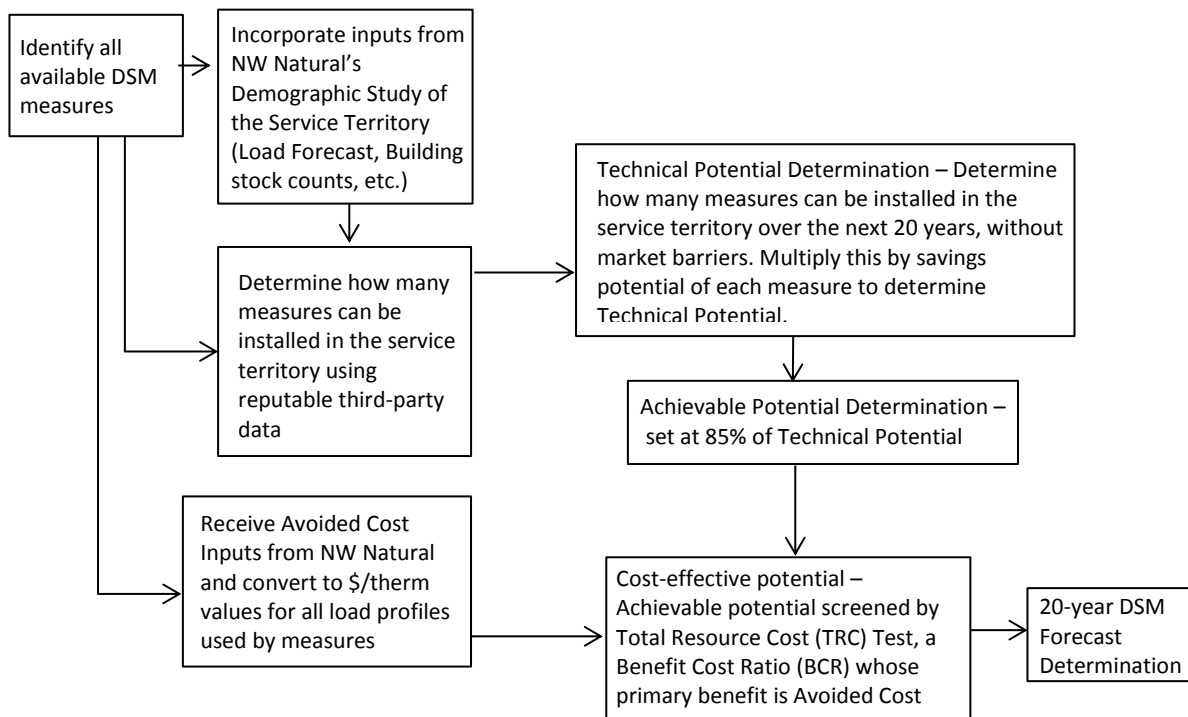 Identify all
available DSM
measures
Incorporate inputs from
NW Natural’s
Demographic Study of
the Service Territory
(Load Forecast, Building
stock counts, etc.)
Determine how many
measures can be
installed in the service
territory using
reputable third-party
data
Technical Potential Determination – Determine
how many measures can be installed in the
service territory over the next 20 years, without
market barriers. Multiply this by savings
potential of each measure to determine
Technical Potential.
Achievable Potential Determination –
set at 85% of Technical Potential
Receive Avoided Cost
Inputs from NW Natural
and convert to $/therm
values for all load profiles
used by measures
Cost-effective potential –
Achievable potential screened by
Total Resource Cost (TRC) Test, a
Benefit Cost Ratio (BCR) whose
primary benefit is Avoided Cost
20-year DSM
Forecast
Determination